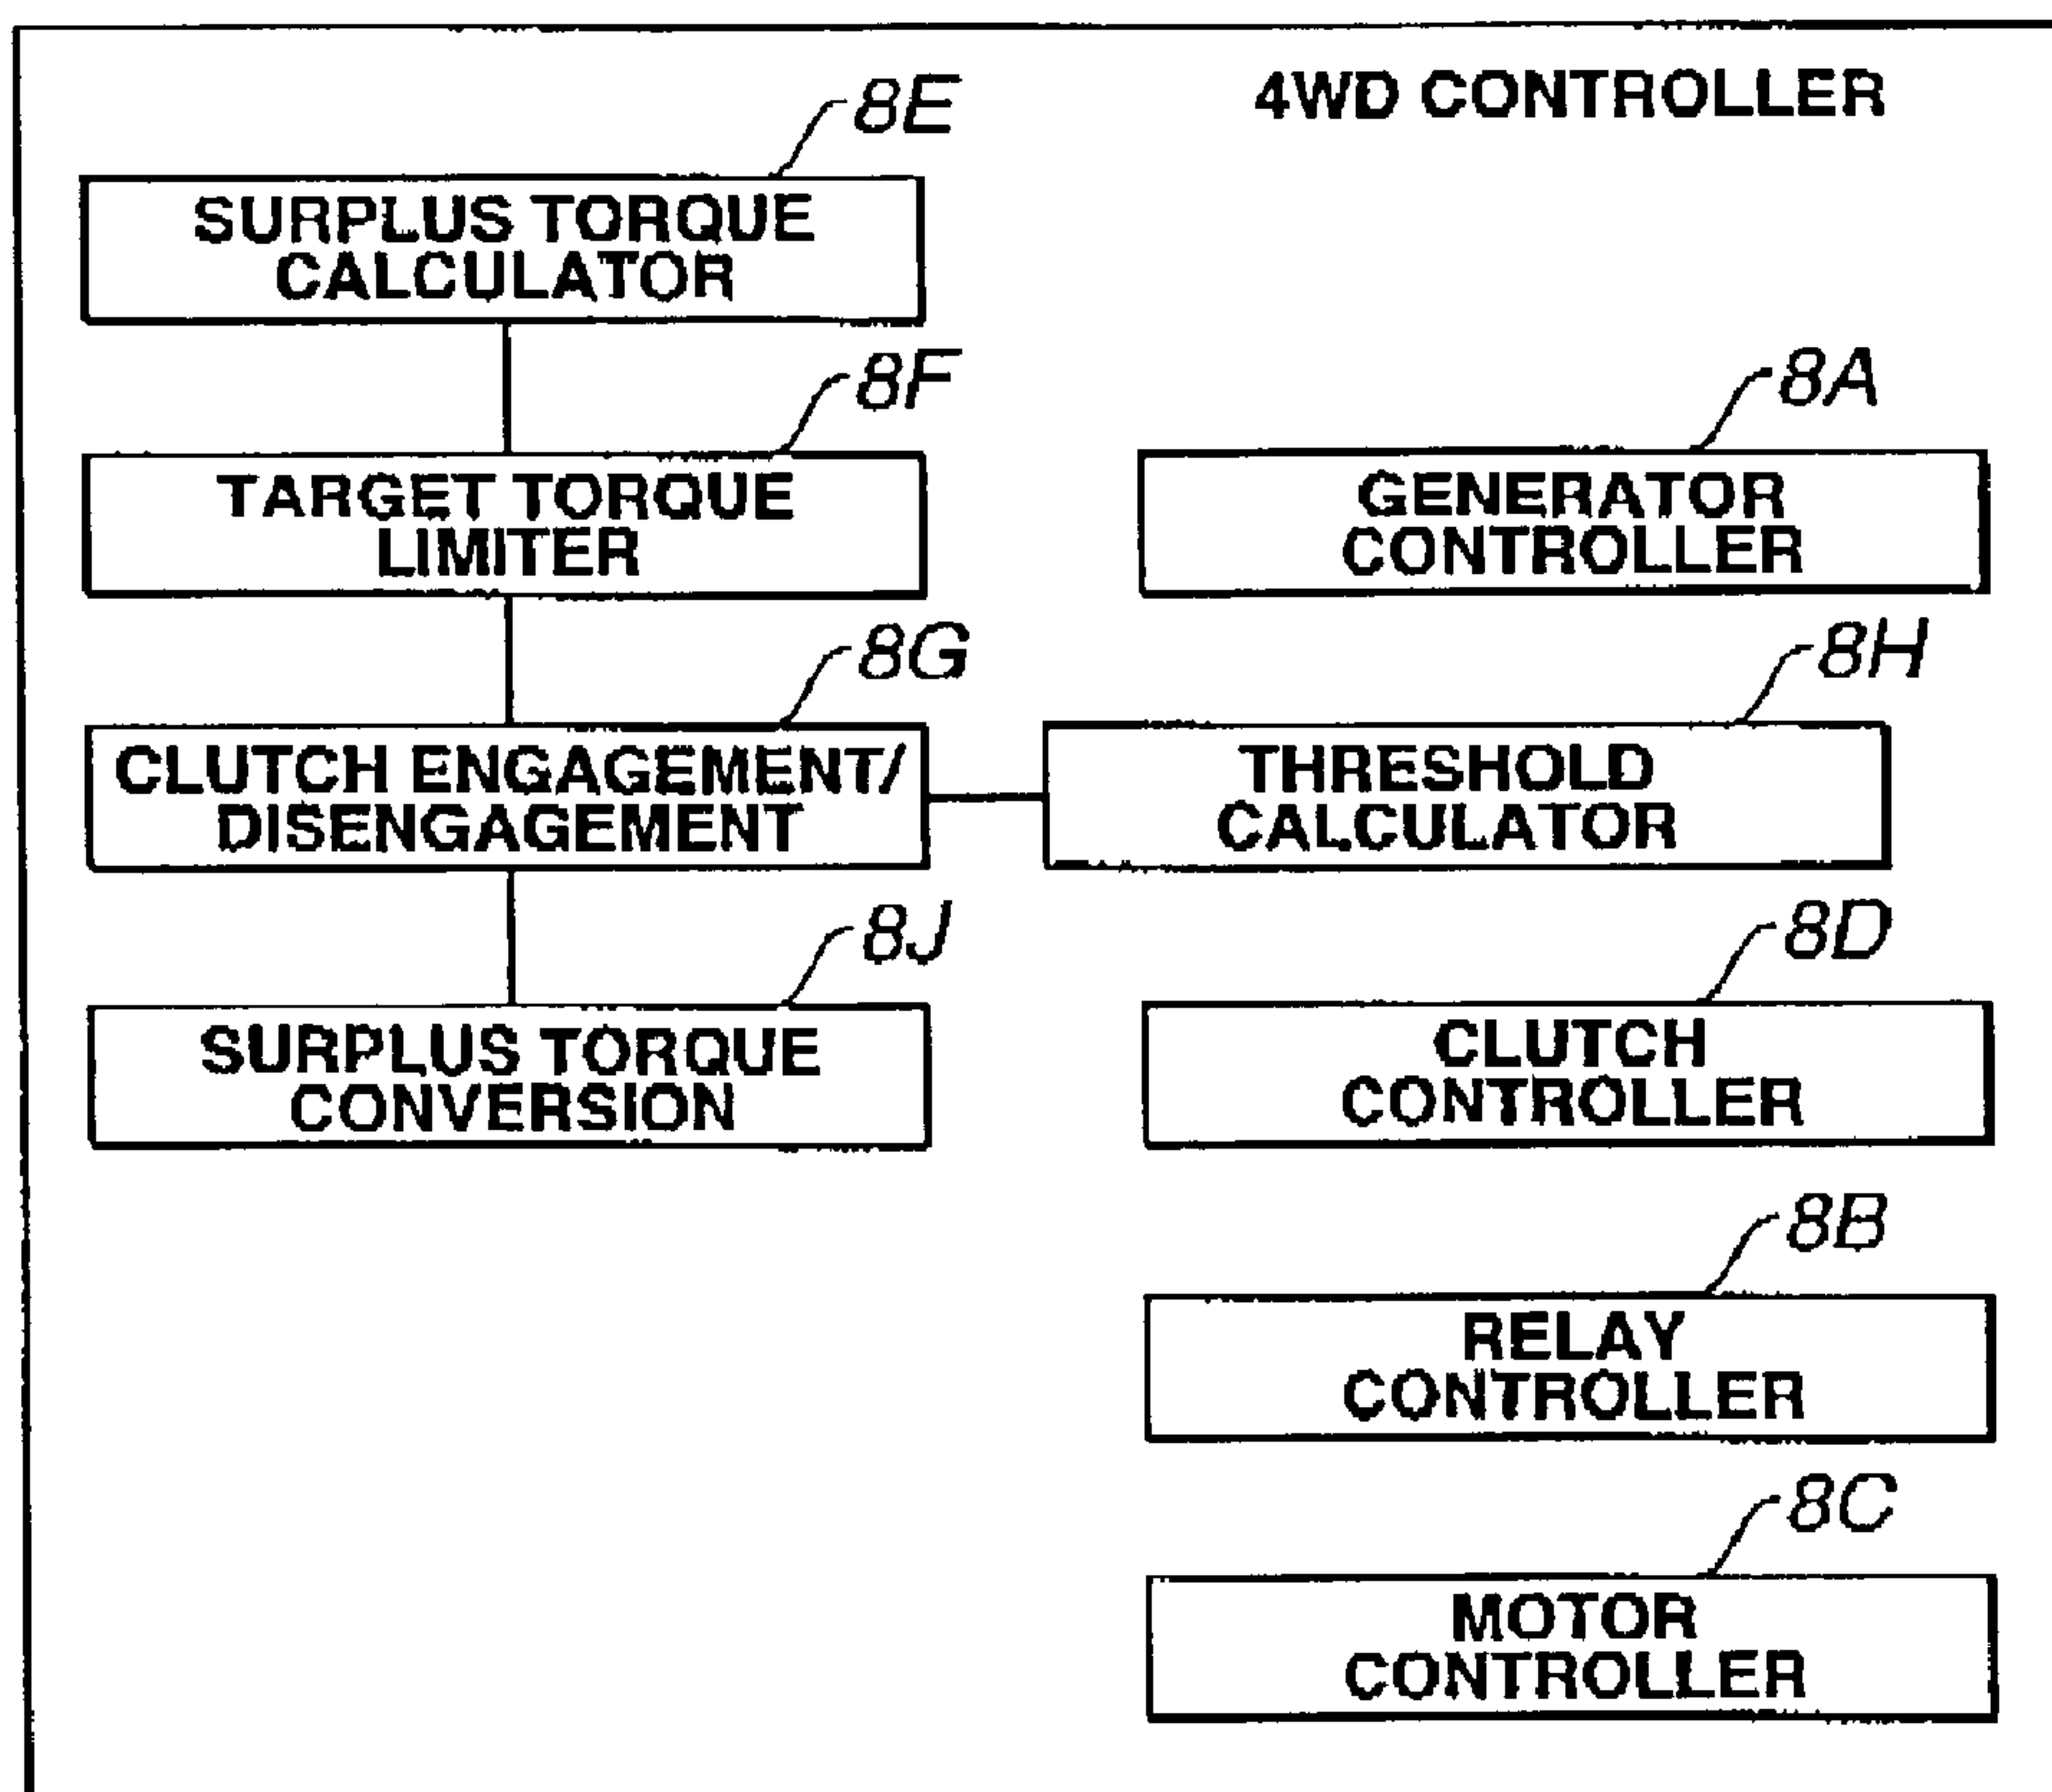 4WD CONTROLLER
8E
SURPLUS TORQUE
CALCULATOR
8F
TARGET TORQUE
LIMITER
8A
GENERATOR
CONTROLLER
8G
CLUTCH ENGAGEMENT/
DISENGAGEMENT
8H
THRESHOLD
CALCULATOR
8J
SURPLUS TORQUE
CONVERSION
8D
CLUTCH
CONTROLLER
8B
RELAY
CONTROLLER
8C
MOTOR
CONTROLLER